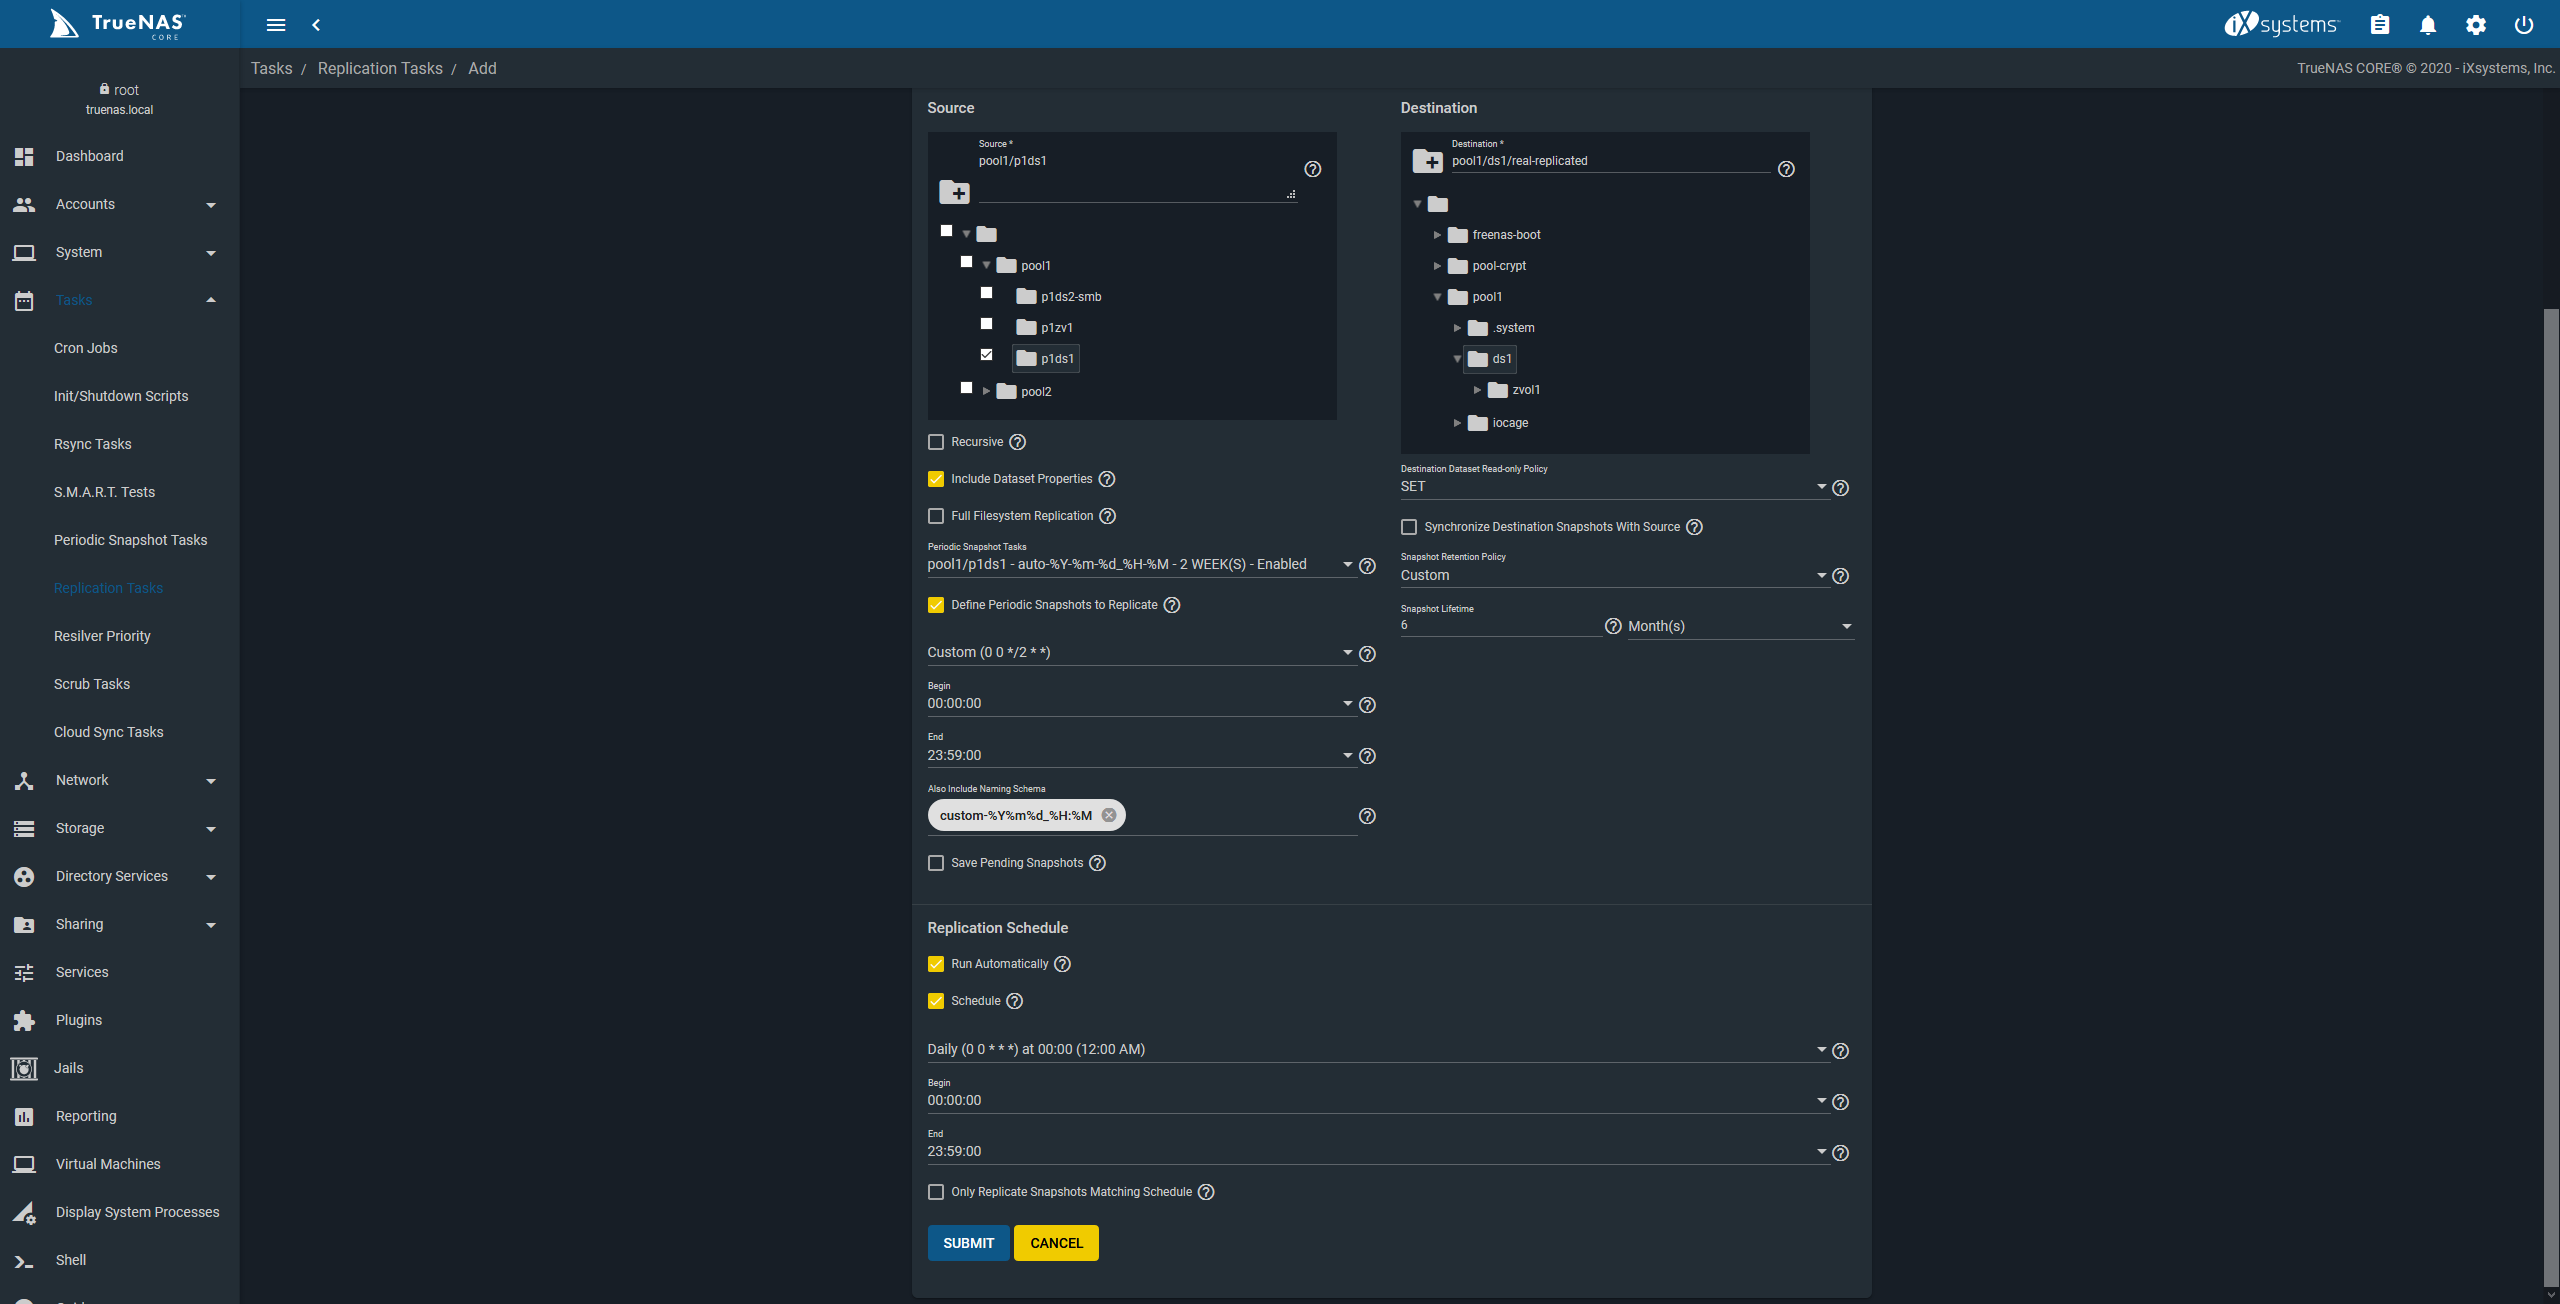 TrueNAS
CORE
iXsystems
Tasks / Replication Tasks / Add
TrueNAS CORE® © 2020 - iXsystems, Inc.
root
truenas.local
Dashboard
Accounts
System
Tasks
Cron Jobs
Init/Shutdown Scripts
Rsync Tasks
S.M.A.R.T. Tests
Periodic Snapshot Tasks
Replication Tasks
Resilver Priority
Scrub Tasks
Cloud Sync Tasks
Network
Storage
Directory Services
Sharing
Services
Plugins
Jails
Reporting
Virtual Machines
Display System Processes
Shell
Source
Source *
pool1/p1ds1
pool1
p1ds2-smb
p1zv1
p1ds1
pool2
Recursive
Include Dataset Properties
Full Filesystem Replication
Periodic Snapshot Tasks
pool1/p1ds1 - auto-%Y-%m-%d_%H-%M - 2 WEEK(S) - Enabled
Define Periodic Snapshots to Replicate
Custom (0 0 */2 * *)
Begin
00:00:00
End
23:59:00
Also Include Naming Schema
custom-%Y%m%d_%H:%M
Save Pending Snapshots
Destination
Destination *
pool1/ds1/real-replicated
freenas-boot
pool-crypt
pool1
.system
ds1
zvol1
iocage
Destination Dataset Read-only Policy
SET
Synchronize Destination Snapshots With Source
Snapshot Retention Policy
Custom
Snapshot Lifetime
6 Month(s)
Replication Schedule
Run Automatically
Schedule
Daily (0 0 * * *) at 00:00 (12:00 AM)
Begin
00:00:00
End
23:59:00
Only Replicate Snapshots Matching Schedule
SUBMIT CANCEL